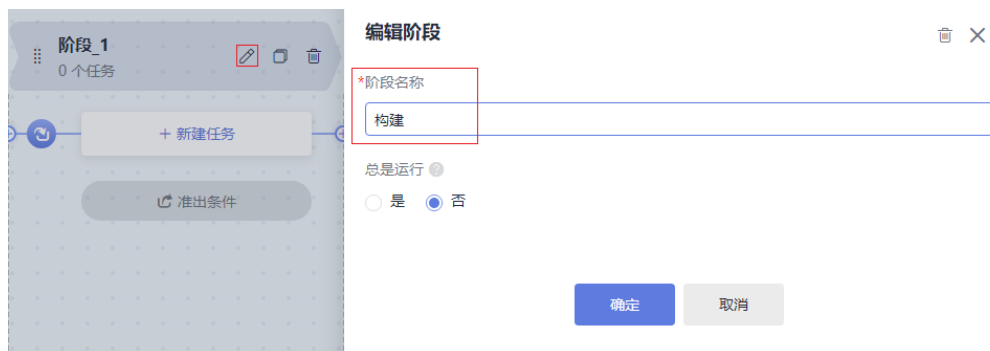 阶段_1
0 个任务
+ 新建任务
准出条件
编辑阶段
*阶段名称
构建
总是运行 ?
是 否
确定 取消